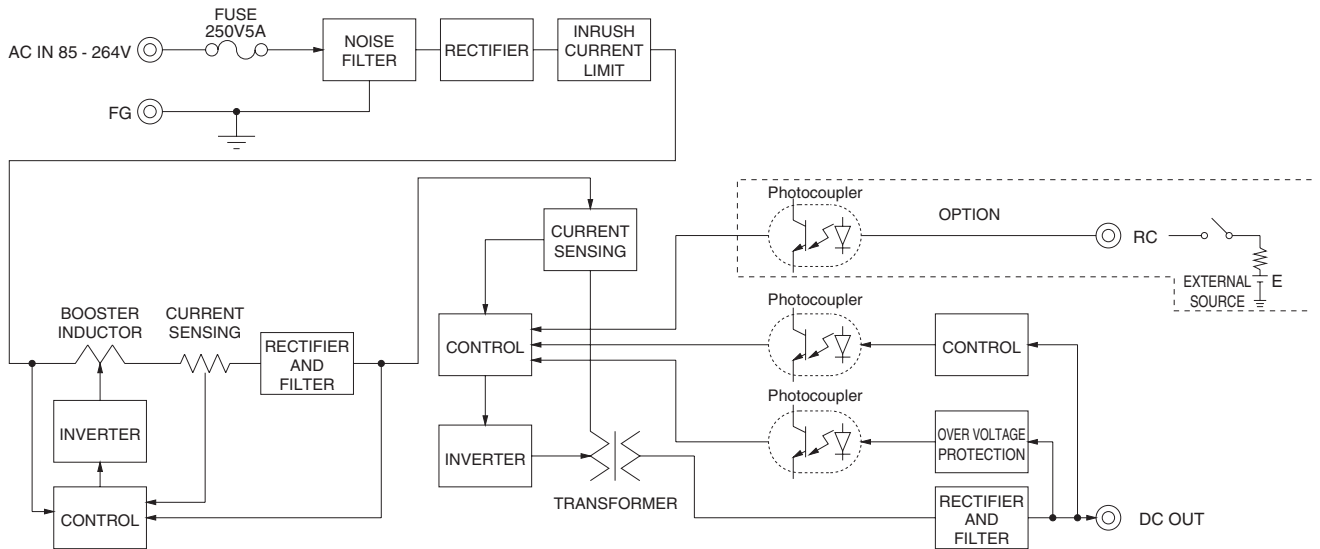 FUSE
250V5A
AC IN 85 - 264V
NOISE
FILTER
RECTIFIER
INRUSH
CURRENT
LIMIT
FG
Photocoupler
OPTION
RC
E
EXTERNAL
SOURCE
CURRENT
SENSING
Photocoupler
BOOSTER
INDUCTOR
CURRENT
SENSING
RECTIFIER
AND
FILTER
CONTROL
CONTROL
Photocoupler
INVERTER
INVERTER
OVER VOLTAGE
PROTECTION
TRANSFORMER
CONTROL
RECTIFIER
AND
FILTER
DC OUT